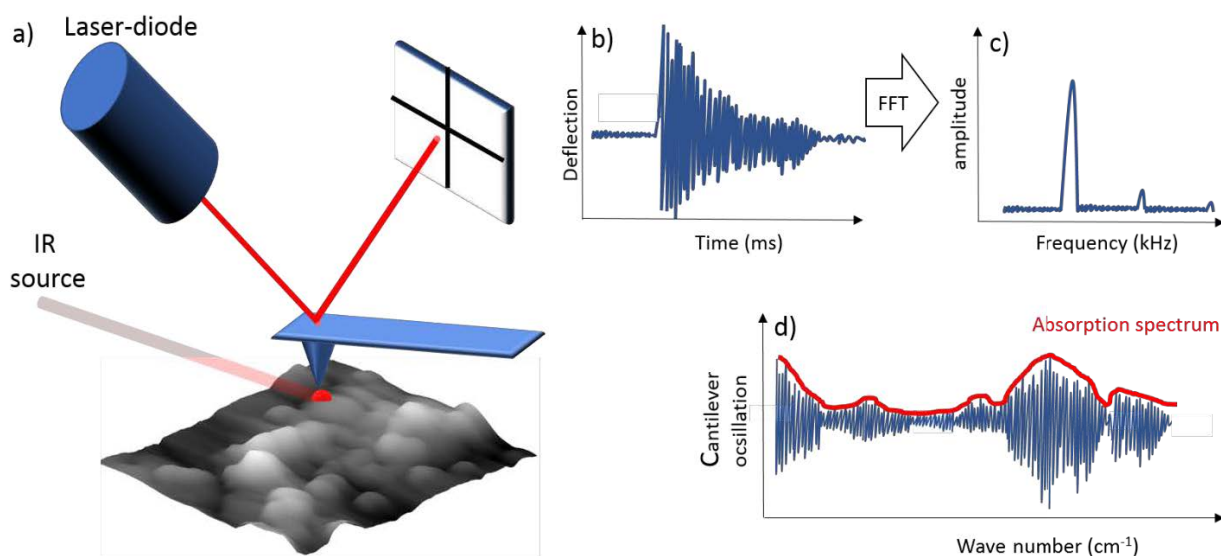 a)
Laser-diode
IR
source
b)
Deflection
Time (ms)
FFT
c)
amplitude
Frequency (kHz)
d)
Absorption spectrum
Cantilever
ocsillation
Wave number (cm⁻¹)